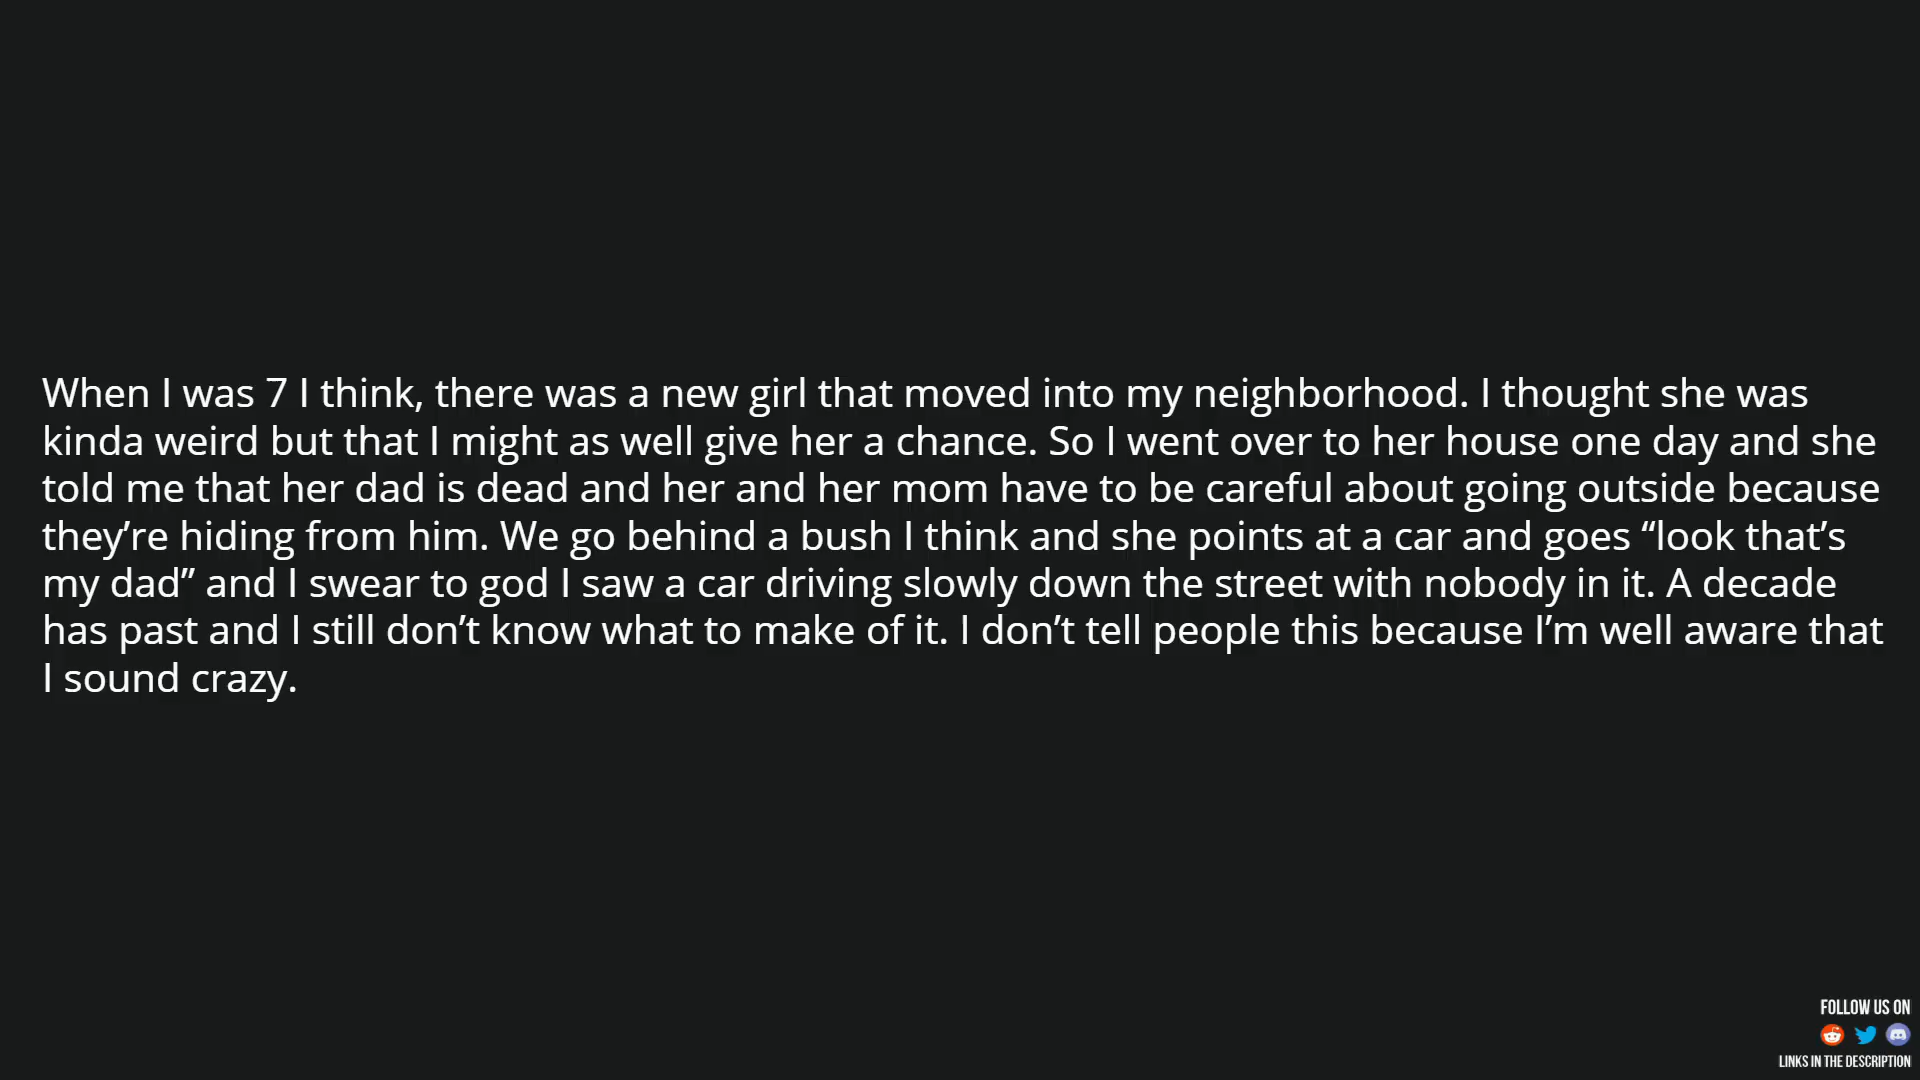 When I was 7 I think, there was a new girl that moved into my neighborhood. I thought she was
kinda weird but that I might as well give her a chance. So I went over to her house one day and she
told me that her dad is dead and her and her mom have to be careful about going outside because
they’re hiding from him. We go behind a bush I think and she points at a car and goes “look that’s
my dad” and I swear to god I saw a car driving slowly down the street with nobody in it. A decade
has past and I still don’t know what to make of it. I don’t tell people this because I’m well aware that
I sound crazy.
FOLLOW US ON
LINKS IN THE DESCRIPTION